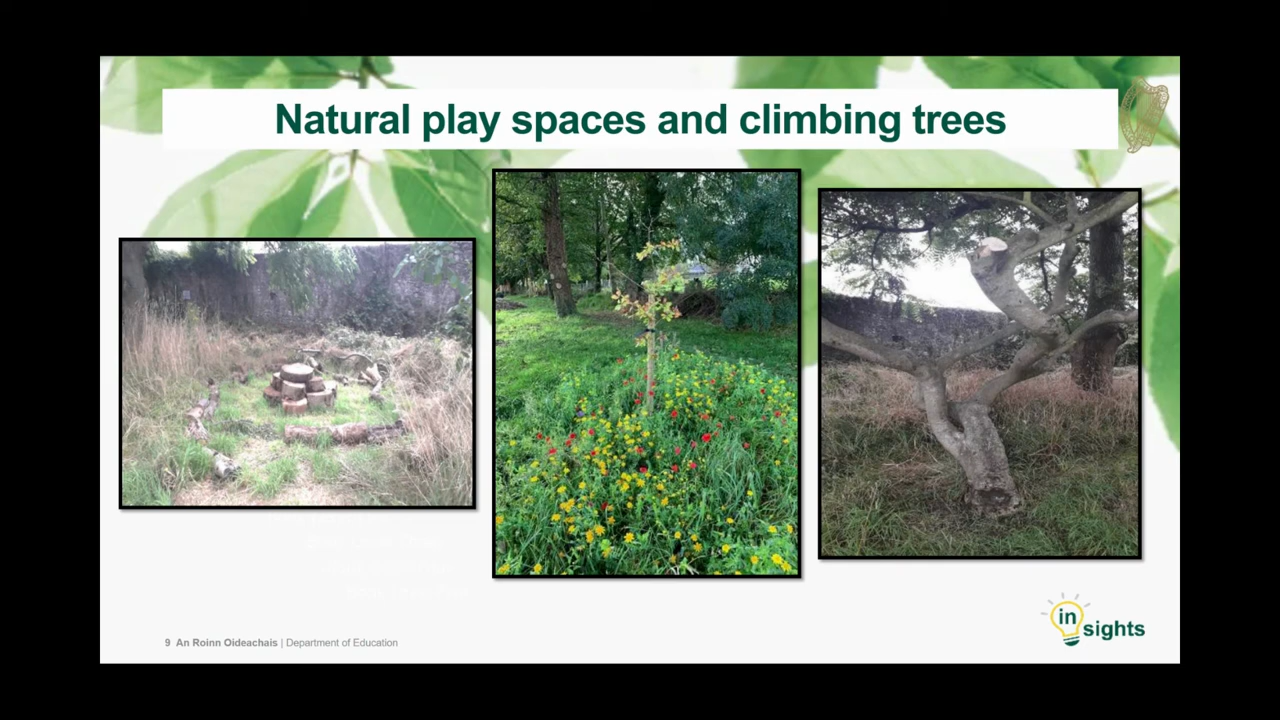 Natural play spaces and climbing trees
9 An Roinn Oideachais | Department of Education
in
sights